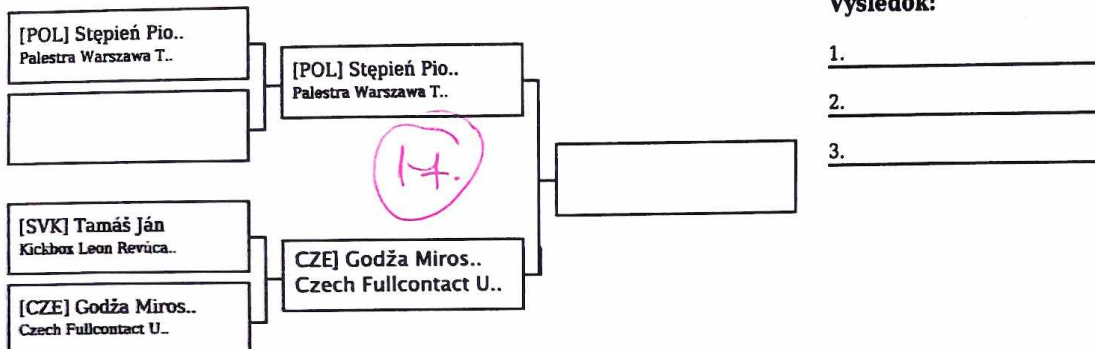 [POL] Stępień Pio..
Palestra Warszawa T..
[POL] Stępień Pio..
Palestra Warszawa T..
14.
[SVK] Tamáš Ján
Kickbox Leon Revúca..
[CZE] Godža Miros..
Czech Fullcontact U..
CZE] Godža Miros..
Czech Fullcontact U..
Výsledok:
1.
2.
3.